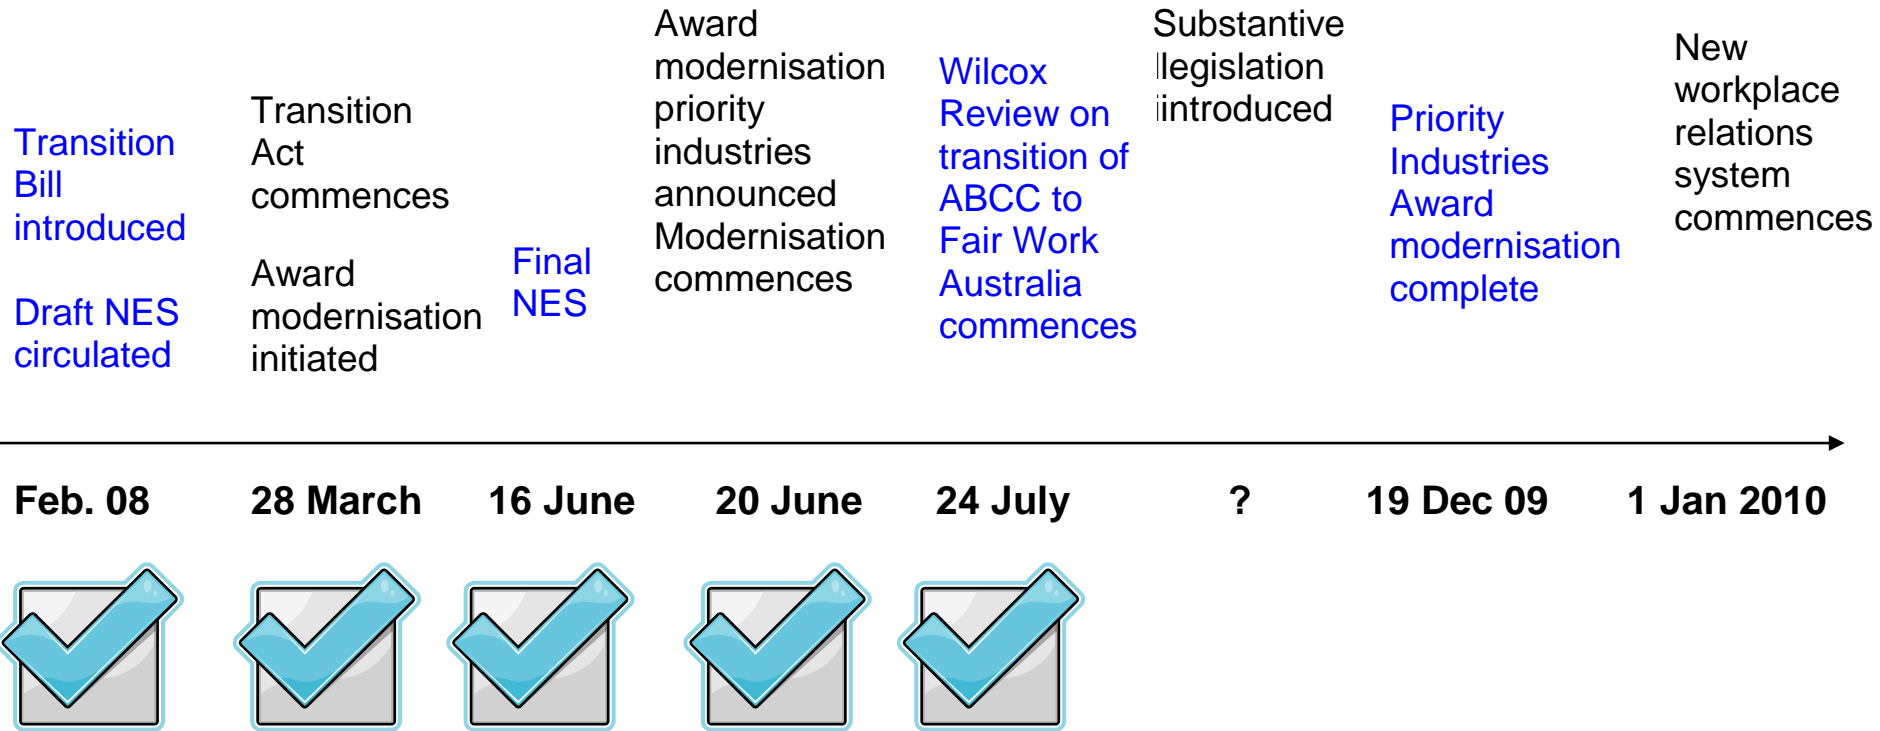 Transition
Bill
introduced
Draft NES
circulated
Transition
Act
commences
Award
modernisation
initiated
Final
NES
Award
modernisation
priority
industries
announced
Modernisation
commences
Wilcox
Review on
transition of
ABCC to
Fair Work
Australia
commences
Substantive
llegislation
iintroduced
Priority
Industries
Award
modernisation
complete
New
workplace
relations
system
commences
Feb. 08
28 March
16 June
20 June
24 July
?
19 Dec 09
1 Jan 2010